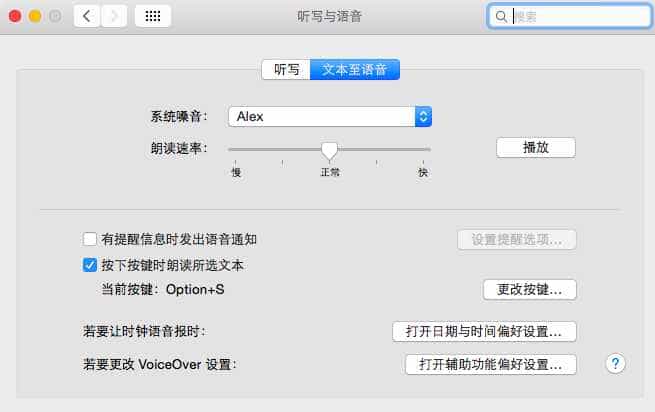 听写与语音
搜索
听写 文本至语音
系统嗓音： Alex
朗读速率：
慢 正常 快
播放
有提醒信息时发出语音通知 设置提醒选项...
按下按键时朗读所选文本
当前按键：Option+S 更改按键...
若要让时钟语音报时： 打开日期与时间偏好设置...
若要更改 VoiceOver 设置： 打开辅助功能偏好设置... ?